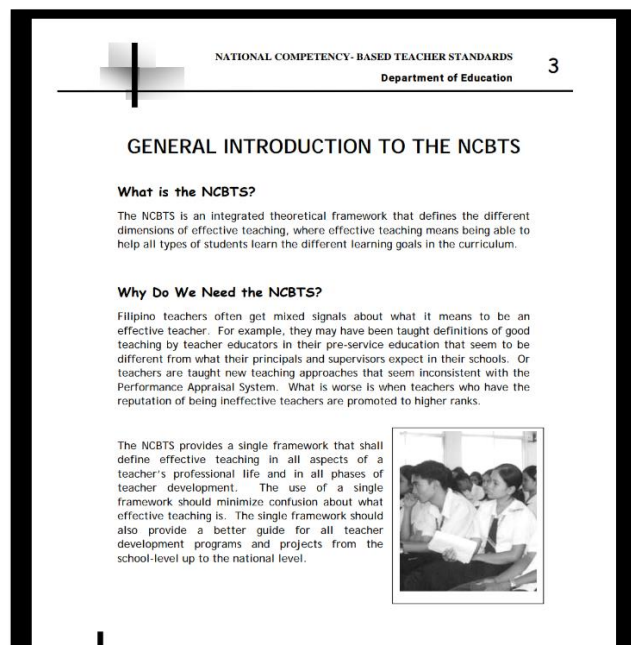 NATIONAL COMPETENCY- BASED TEACHER STANDARDS
Department of Education
3
GENERAL INTRODUCTION TO THE NCBTS
What is the NCBTS?
The NCBTS is an integrated theoretical framework that defines the different
dimensions of effective teaching, where effective teaching means being able to
help all types of students learn the different learning goals in the curriculum.
Why Do We Need the NCBTS?
Filipino teachers often get mixed signals about what it means to be an
effective teacher. For example, they may have been taught definitions of good
teaching by teacher educators in their pre-service education that seem to be
different from what their principals and supervisors expect in their schools. Or
teachers are taught new teaching approaches that seem inconsistent with the
Performance Appraisal System. What is worse is when teachers who have the
reputation of being ineffective teachers are promoted to higher ranks.
The NCBTS provides a single framework that shall
define effective teaching in all aspects of a
teacher's professional life and in all phases of
teacher development. The use of a single
framework should minimize confusion about what
effective teaching is. The single framework should
also provide a better guide for all teacher
development programs and projects from the
school-level up to the national level.